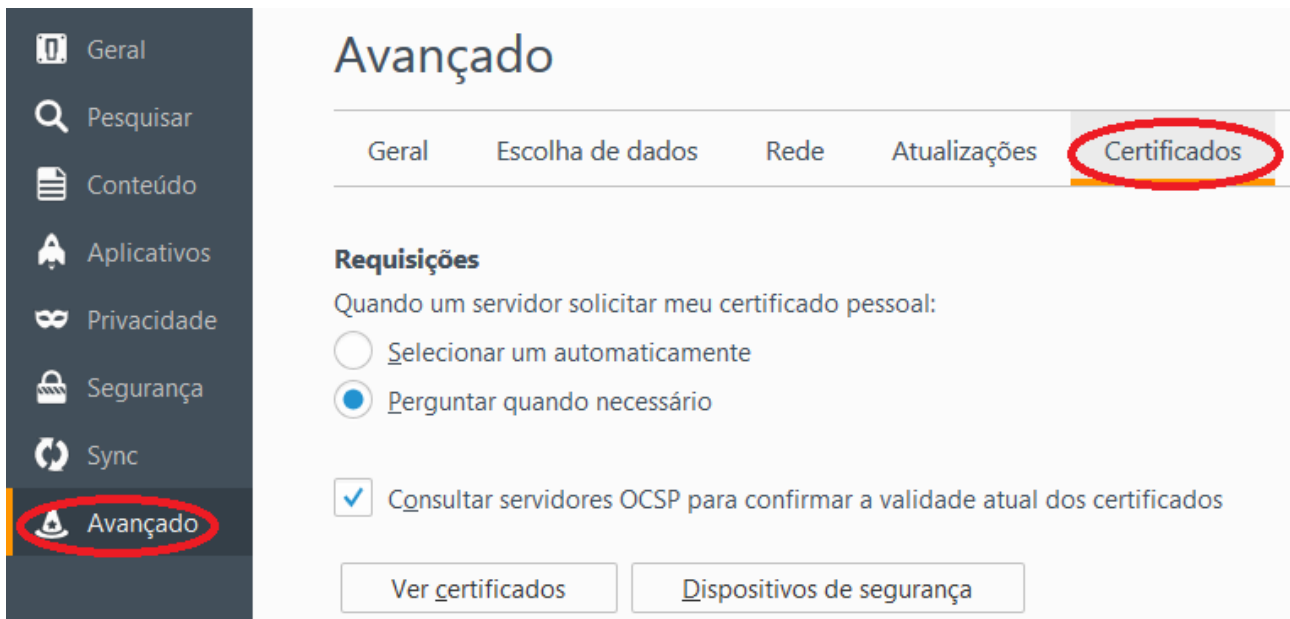 Geral
Pesquisar
Conteúdo
Aplicativos
Privacidade
Segurança
Sync
Avançado
Avançado
Geral Escolha de dados Rede Atualizações Certificados
Requisições
Quando um servidor solicitar meu certificado pessoal:
Selecionar um automaticamente
Perguntar quando necessário
Consultar servidores OCSP para confirmar a validade atual dos certificados
Ver certificados Dispositivos de segurança